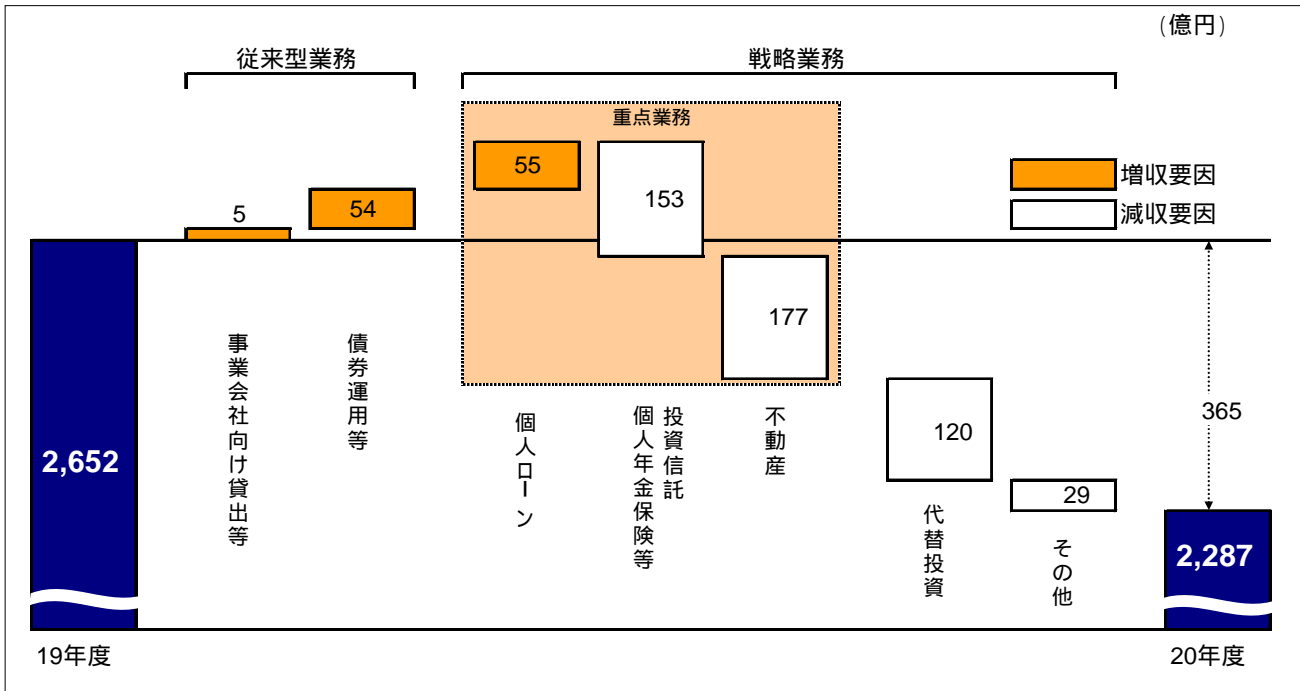 (億円)
従来型業務
戦略業務
重点業務
増収要因
減収要因
5
54
55
153
177
120
29
365
2,652
2,287
事業会社向け貸出等
債券運用等
個人ローン
投資信託
個人年金保険等
不動産
代替投資
その他
19年度
20年度